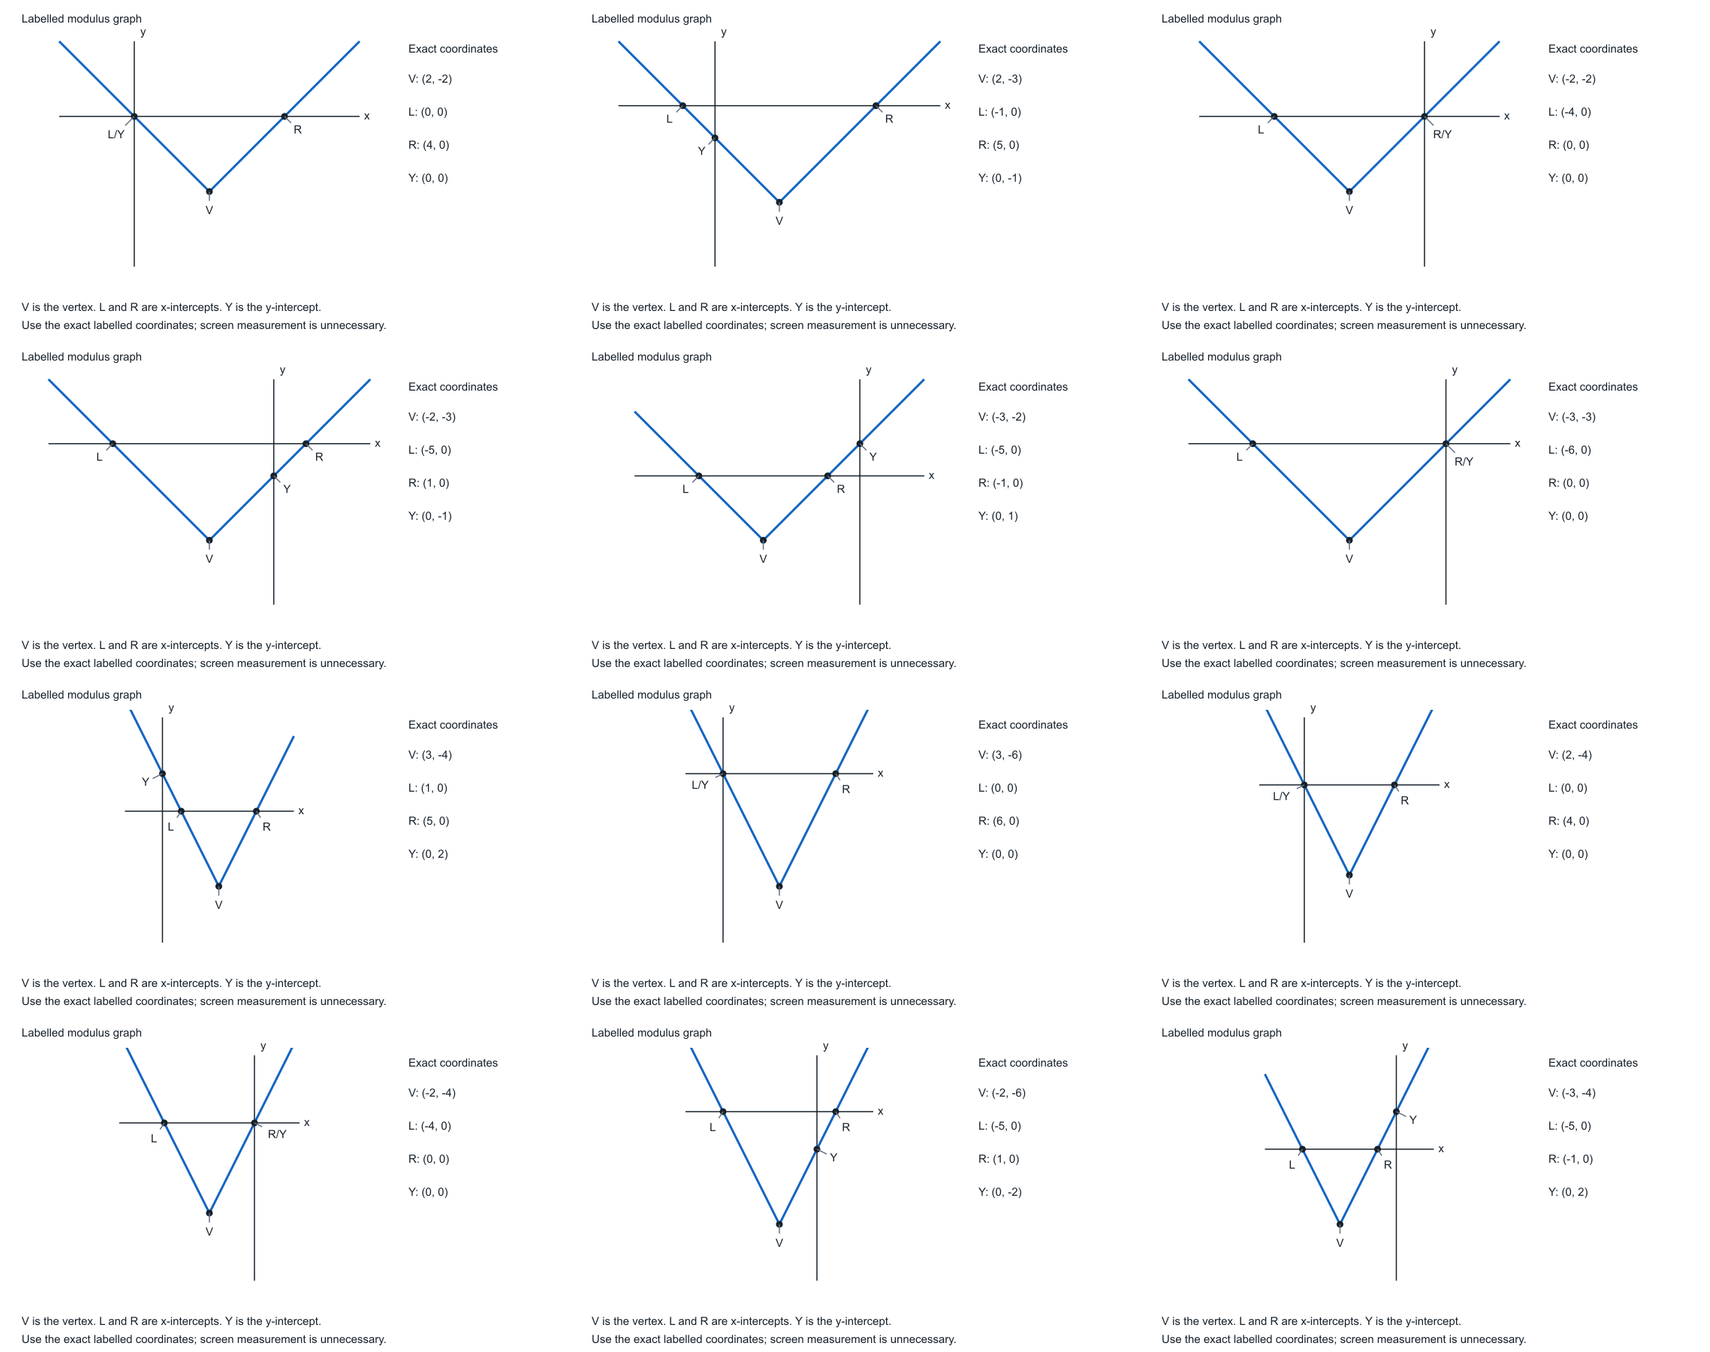 Labelled modulus graph
y
Exact coordinates
V: (2, -2)
L: (0, 0)
x
L/Y
R
R: (4, 0)
Y: (0, 0)
V
V is the vertex. L and R are x-intercepts. Y is the y-intercept.
Use the exact labelled coordinates; screen measurement is unnecessary.
Labelled modulus graph
y
Exact coordinates
V: (2, -3)
x
L: (-1, 0)
L
R
R: (5, 0)
Y
Y: (0, -1)
V
V is the vertex. L and R are x-intercepts. Y is the y-intercept.
Use the exact labelled coordinates; screen measurement is unnecessary.
Labelled modulus graph
y
Exact coordinates
V: (-2, -2)
L: (-4, 0)
x
L
R/Y
R: (0, 0)
Y: (0, 0)
V
V is the vertex. L and R are x-intercepts. Y is the y-intercept.
Use the exact labelled coordinates; screen measurement is unnecessary.
Labelled modulus graph
y
Exact coordinates
V: (-2, -3)
x
L: (-5, 0)
L
R
R: (1, 0)
Y
Y: (0, -1)
V
V is the vertex. L and R are x-intercepts. Y is the y-intercept.
Use the exact labelled coordinates; screen measurement is unnecessary.
Labelled modulus graph
y
Exact coordinates
V: (-3, -2)
L: (-5, 0)
Y
x
R: (-1, 0)
L
R
Y: (0, 1)
V
V is the vertex. L and R are x-intercepts. Y is the y-intercept.
Use the exact labelled coordinates; screen measurement is unnecessary.
Labelled modulus graph
y
Exact coordinates
V: (-3, -3)
x
L: (-6, 0)
L
R/Y
R: (0, 0)
Y: (0, 0)
V
V is the vertex. L and R are x-intercepts. Y is the y-intercept.
Use the exact labelled coordinates; screen measurement is unnecessary.
Labelled modulus graph
y
Exact coordinates
V: (3, -4)
Y
L: (1, 0)
x
L
R
R: (5, 0)
Y: (0, 2)
V
V is the vertex. L and R are x-intercepts. Y is the y-intercept.
Use the exact labelled coordinates; screen measurement is unnecessary.
Labelled modulus graph
y
Exact coordinates
V: (3, -6)
x
L/Y
R
L: (0, 0)
R: (6, 0)
Y: (0, 0)
V
V is the vertex. L and R are x-intercepts. Y is the y-intercept.
Use the exact labelled coordinates; screen measurement is unnecessary.
Labelled modulus graph
y
Exact coordinates
V: (2, -4)
x
L: (0, 0)
L/Y
R
R: (4, 0)
Y: (0, 0)
V
V is the vertex. L and R are x-intercepts. Y is the y-intercept.
Use the exact labelled coordinates; screen measurement is unnecessary.
Labelled modulus graph
y
Exact coordinates
V: (-2, -4)
x
L: (-4, 0)
L
R/Y
R: (0, 0)
Y: (0, 0)
V
V is the vertex. L and R are x-intercepts. Y is the y-intercept.
Use the exact labelled coordinates; screen measurement is unnecessary.
Labelled modulus graph
y
Exact coordinates
V: (-2, -6)
x
L: (-5, 0)
L
R
R: (1, 0)
Y
Y: (0, -2)
V
V is the vertex. L and R are x-intercepts. Y is the y-intercept.
Use the exact labelled coordinates; screen measurement is unnecessary.
Labelled modulus graph
y
Exact coordinates
V: (-3, -4)
Y
L: (-5, 0)
x
L
R
R: (-1, 0)
Y: (0, 2)
V
V is the vertex. L and R are x-intercepts. Y is the y-intercept.
Use the exact labelled coordinates; screen measurement is unnecessary.